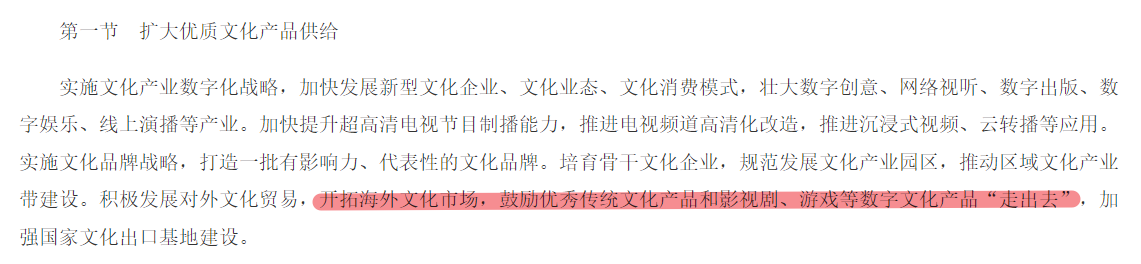 第一节 扩大优质文化产品供给
实施文化产业数字化战略，加快发展新型文化企业、文化业态、文化消费模式，壮大数字创意、网络视听、数字出版、数
字娱乐、线上演播等产业。加快提升超高清电视节目制播能力，推进电视频道高清化改造，推进沉浸式视频、云转播等应用。
实施文化品牌战略，打造一批有影响力、代表性的文化品牌。培育骨干文化企业，规范发展文化产业园区，推动区域文化产业
带建设。积极发展对外文化贸易，开拓海外文化市场，鼓励优秀传统文化产品和影视剧、游戏等数字文化产品“走出去”，加
强国家文化出口基地建设。